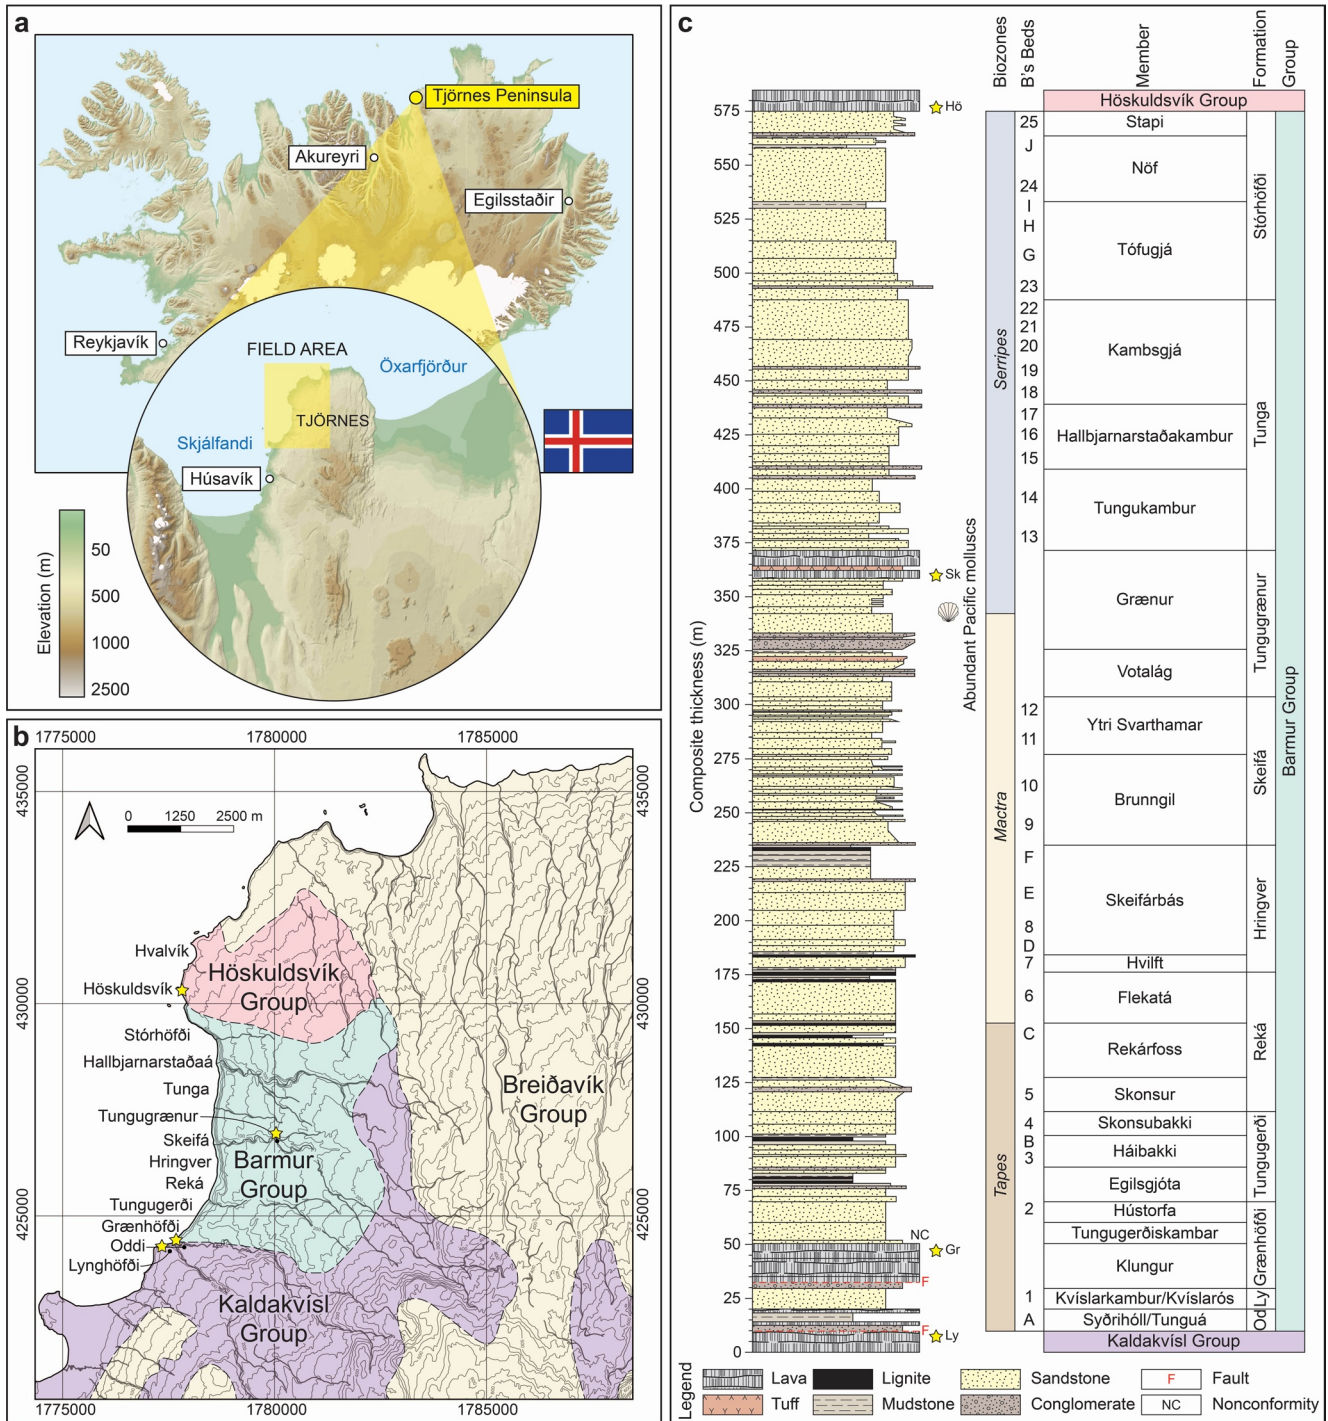 a
Tjörnes Peninsula
Akureyri
Egilsstaðir
Reykjavík
FIELD AREA
Öxarfjörður
TJÖRNES
Skjálfandi
Húsavík
Elevation (m)
50
500
1000
2500
b
1775000 1780000 1785000
435000 435000
0 1250 2500 m
Hvalvík
Höskuldsvík
Group
Höskuldsvík
430000 430000
Stórhöfði
Hallbjarnarstaðaá
Tunga
Breiðavík
Group
Tungugrænur
Skeifá
Hringver
Barmur
Group
Reká
Tungugerði
425000 425000
Grænhöfði
Oddi
Lynghöfði
Kaldakvísl
Group
1775000 1780000 1785000
c
Biozones
B's Beds
Member
Formation
Group
Composite thickness (m)
575
550
525
500
475
450
425
400
375
350
325
300
275
250
225
200
175
150
125
100
75
50
25
0
Hö
Sk
Abundant Pacific molluscs
NC
Gr
F
F
Ly
Serripes
Mactra
Tapes
Höskuldsvík Group
25 Stapi
J
Nöf
24
I
H
Tófugjá
G
23
22
21
20 Kambsgjá
19
18
17
16 Hallbjarnarstaðakambur
15
14 Tungukambur
13
Grænur
Votalág
12
Ytri Svarthamar
11
10
Brunngil
9
F
E Skeifárbás
8
D
7 Hvilft
6 Flekatá
C
Rekárfoss
5 Skonsur
4 Skonsubakki
B
3 Háibakki
Egilsgjóta
2 Hústorfa
Tungugerðiskambar
Klungur
1 Kvíslarkambur/Kvíslarós
A Syðrihóll/Tunguá
Kaldakvísl Group
Stórhöfði
Tunga
Tungugrænur
Skeifá
Hringver
Reká
Tungugerði
Grænhöfði
Ly
Od
Barmur Group
Legend
Lava Lignite Sandstone F Fault
Tuff Mudstone Conglomerate NC Nonconformity